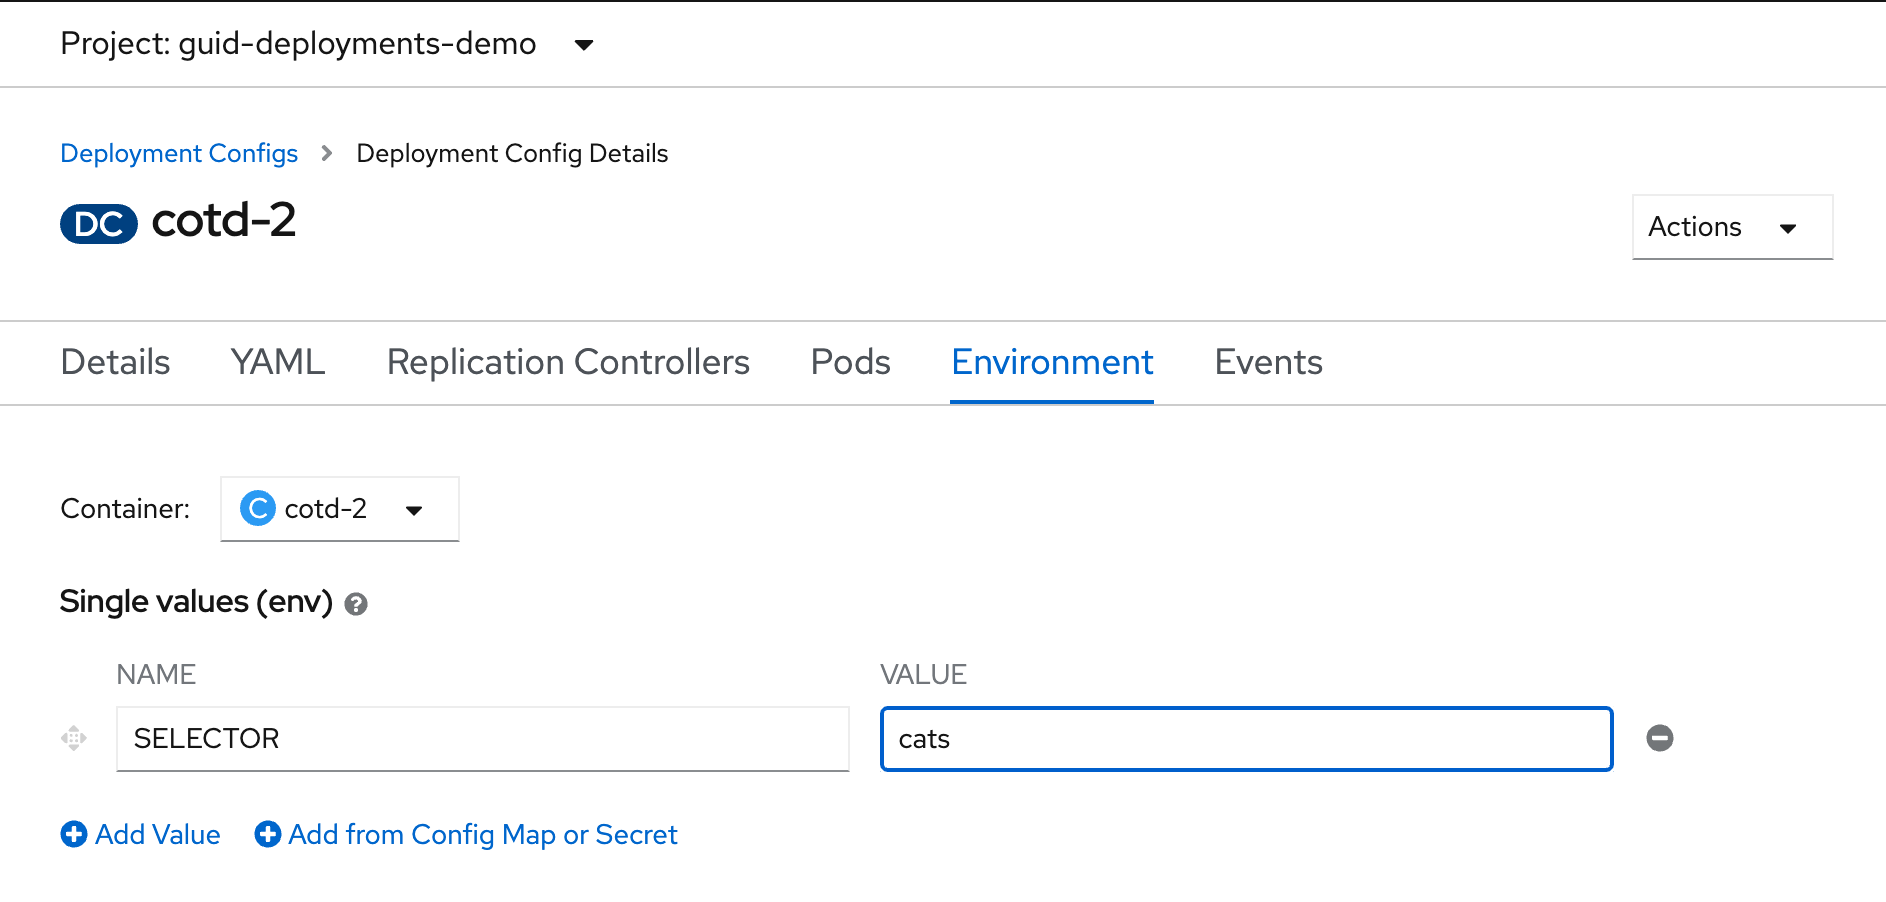 Project: guid-deployments-demo
Deployment Configs > Deployment Config Details
DC cotd-2
Actions
Details YAML Replication Controllers Pods Environment Events
Container: C cotd-2
Single values (env) ?
NAME VALUE
SELECTOR cats
Add Value Add from Config Map or Secret